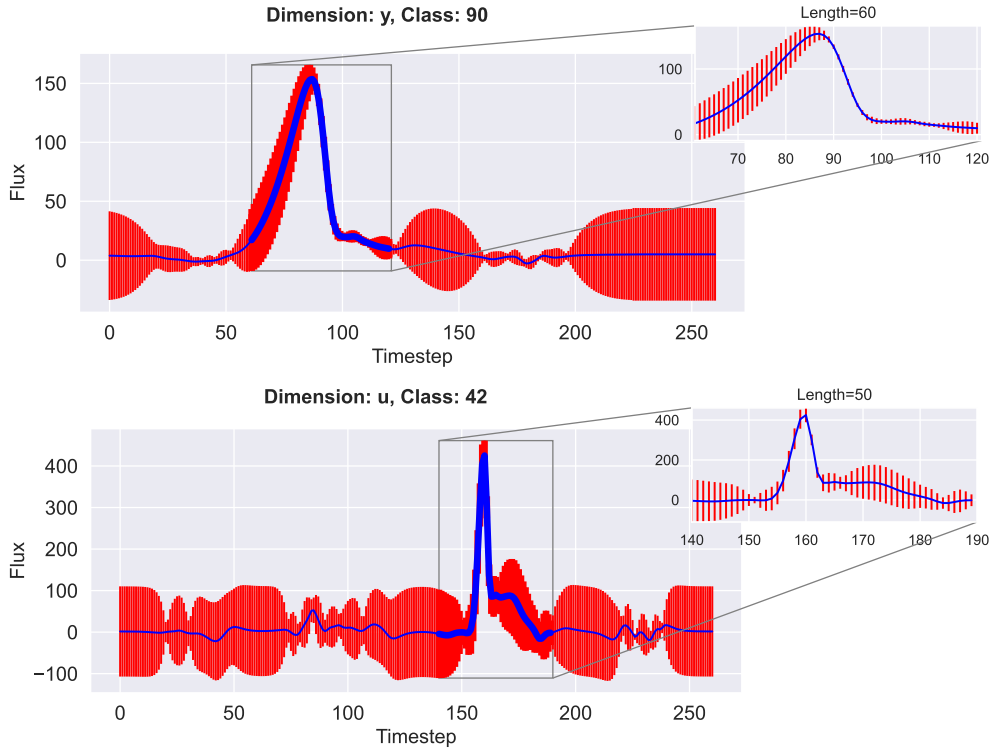 Dimension: y, Class: 90
Length=60
150
100
50
0
Flux
100
0
70 80 90 100 110 120
0 50 100 150 200 250
Timestep
Dimension: u, Class: 42
Length=50
400
300
200
100
0
−100
Flux
400
200
0
140 150 160 170 180 190
0 50 100 150 200 250
Timestep